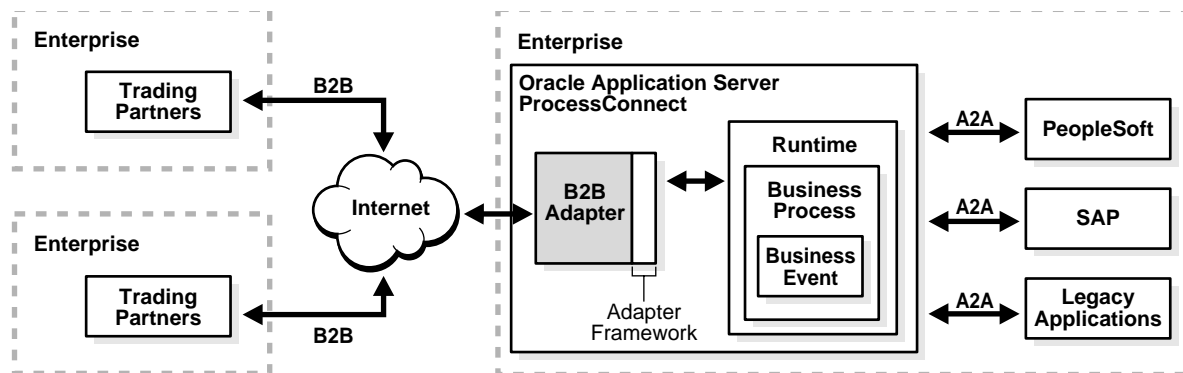 Enterprise
Trading
Partners
B2B
Enterprise
Trading
Partners
B2B
Internet
Enterprise
Oracle Application Server
ProcessConnect
B2B
Adapter
Adapter
Framework
Runtime
Business
Process
Business
Event
A2A
PeopleSoft
A2A
SAP
A2A
Legacy
Applications